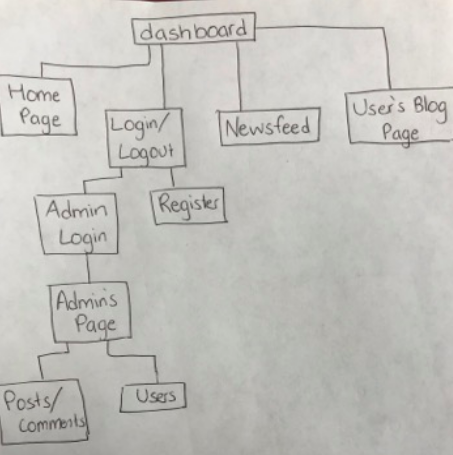 dashboard
Home
Page
Login/
Logout
Newsfeed
User's Blog
Page
Admin
Login
Register
Admin's
Page
Posts/
comments
Users